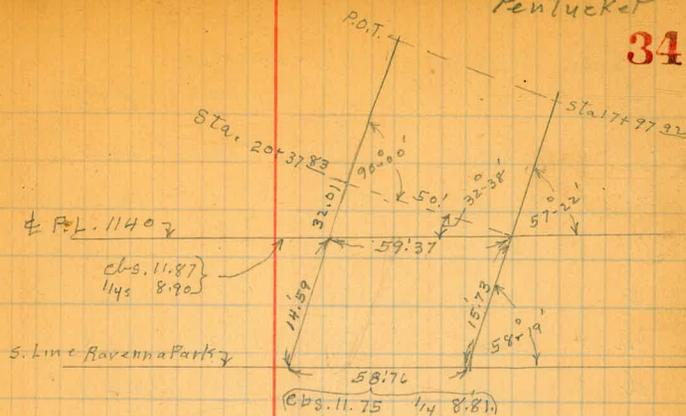 Pentucket
34
P.O.T.
Sta 17+97 92
Sta. 20+37 83
90°-00'
32.01
50'
32°-38'
57°-22'
₵ P.L. 1140
59.37
cbs. 11.87
1/4s 8.90
14.59
15.73
58°-19'
S. Line Ravenna Park
58.76
cbs. 11.75 1/4 8.81